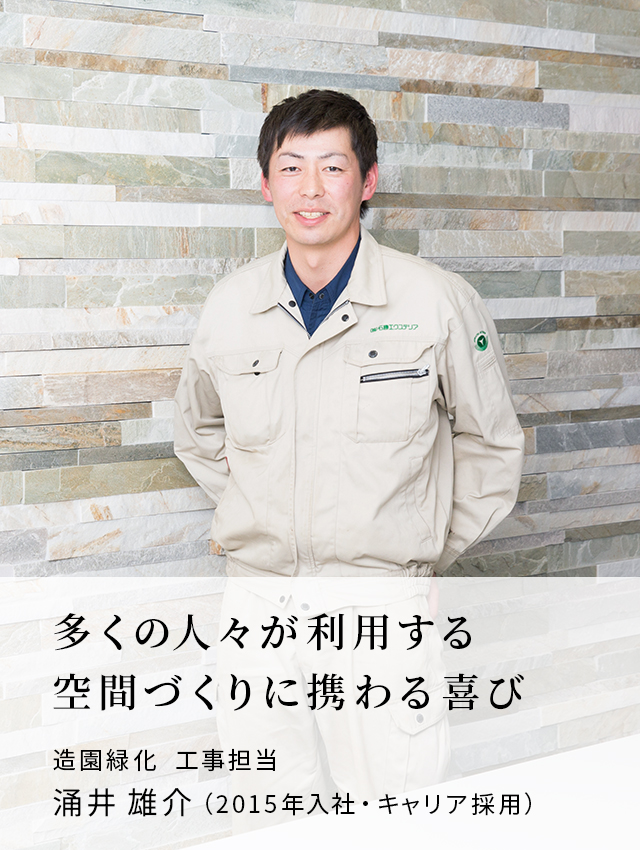 多くの人々が利用する
空間づくりに携わる喜び
造園緑化 工事担当
涌井 雄介（2015年入社・キャリア採用）